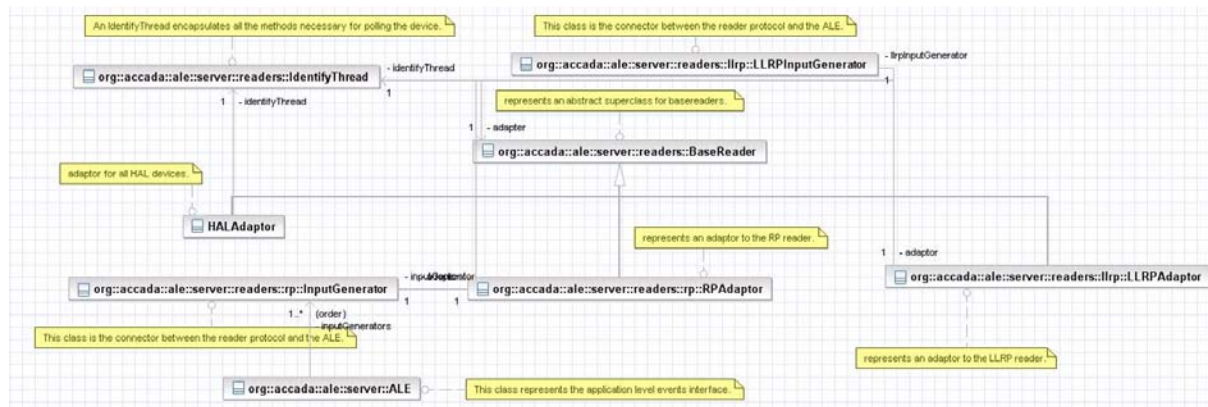 An IdentifyThread encapsulates all the methods necessary for polling the device.
This class is the connector between the reader protocol and the ALE.
org::accada::ale::server::readers::IdentifyThread
- identifyThread
1
org::accada::ale::server::readers::llrp::LLRPInputGenerator
- llrpInputGenerator
1
1 - identifyThread
represents an abstract superclass for basereaders.
1 - adapter
org::accada::ale::server::readers::BaseReader
adaptor for all HAL devices.
HALAdaptor
represents an adaptor to the RP reader.
1 - adaptor
org::accada::ale::server::readers::llrp::LLRPAdaptor
org::accada::ale::server::readers::rp::InputGenerator
1 1
org::accada::ale::server::readers::rp::RPAdaptor
1..* (order)
- inputGenerators
This class is the connector between the reader protocol and the ALE.
represents an adaptor to the LLRP reader.
org::accada::ale::server::ALE
This class represents the application level events interface.